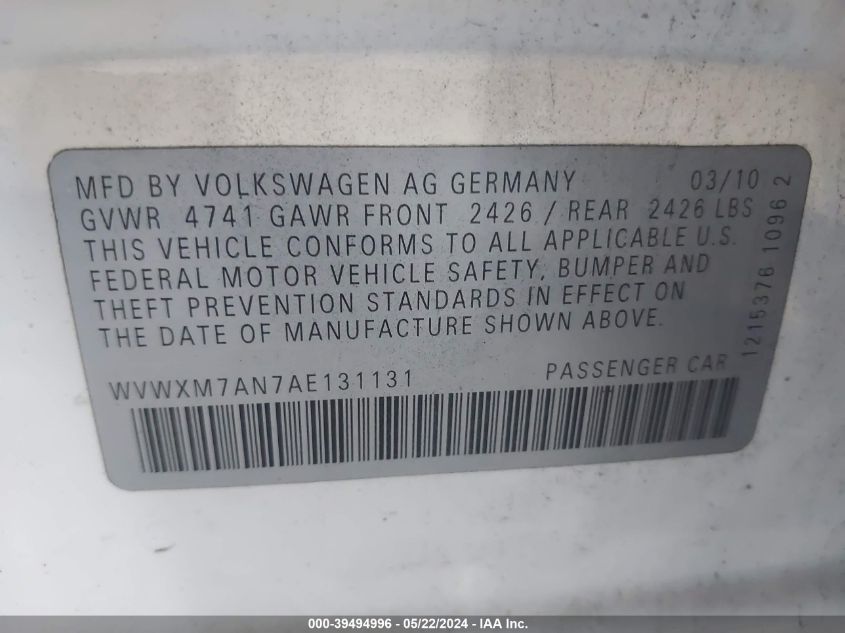 MFD BY VOLKSWAGEN AG GERMANY 03/10
GVWR 4741 GAWR FRONT 2426 / REAR 2426 LBS
THIS VEHICLE CONFORMS TO ALL APPLICABLE U.S.
FEDERAL MOTOR VEHICLE SAFETY, BUMPER AND
THEFT PREVENTION STANDARDS IN EFFECT ON
THE DATE OF MANUFACTURE SHOWN ABOVE.
WVWXM7AN7AE131131 PASSENGER CAR
1215376 1096 2
000-39494996 - 05/22/2024 - IAA Inc.